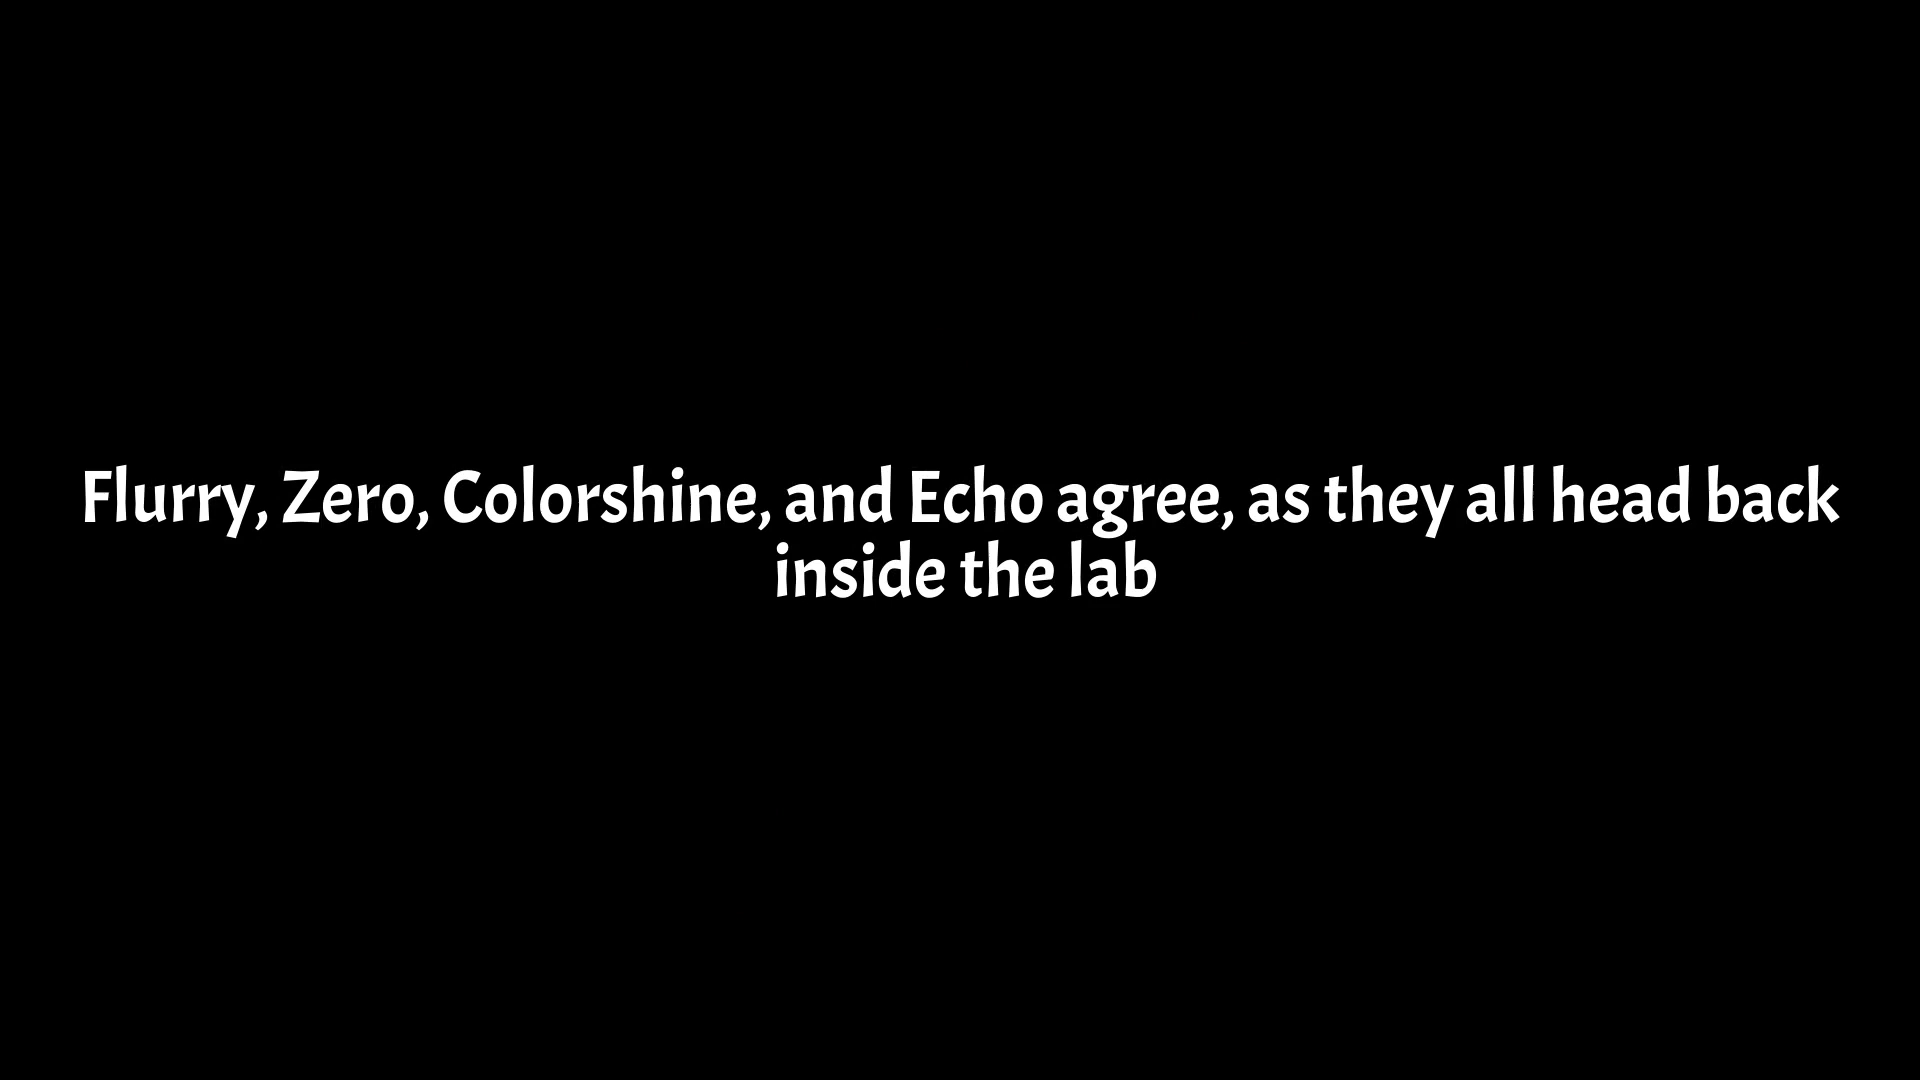 Flurry, Zero, Colorshine, and Echo agree, as they all head back
inside the lab